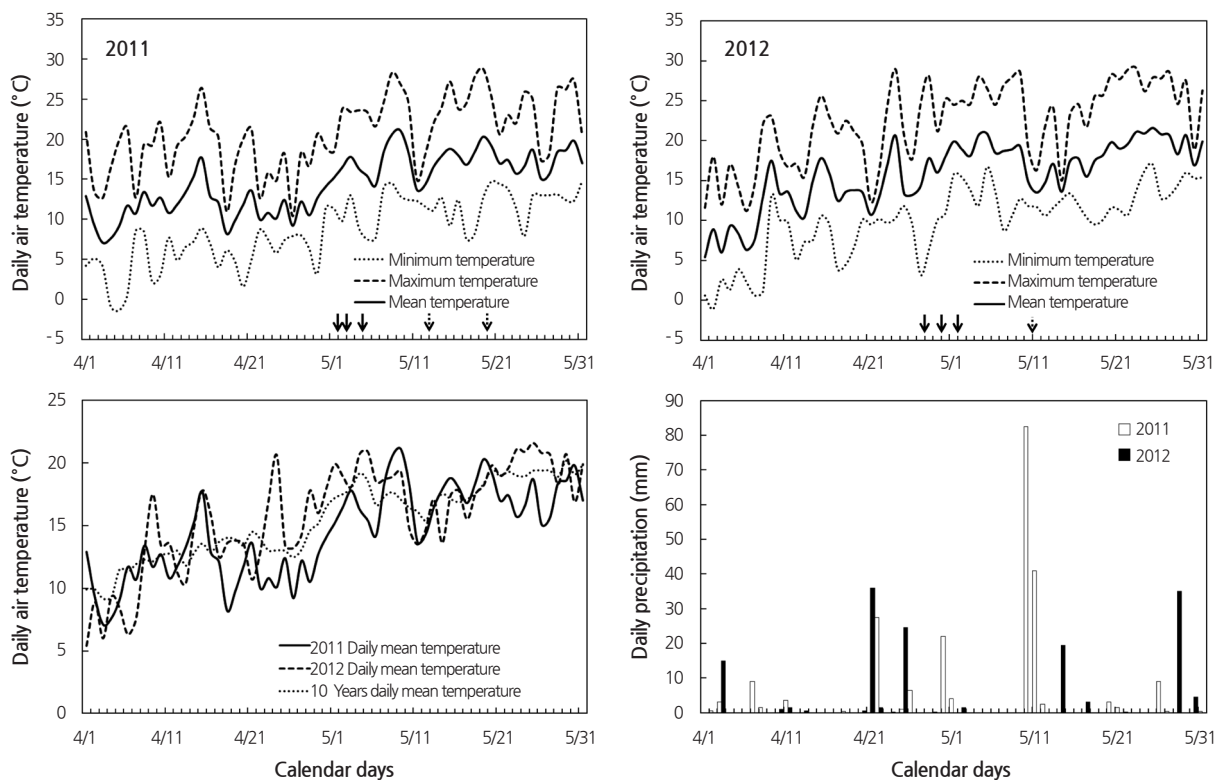 2011
Daily air temperature (°C)
35
30
25
20
15
10
5
0
-5
Minimum temperature
Maximum temperature
Mean temperature
4/1 4/11 4/21 5/1 5/11 5/21 5/31
2012
Daily air temperature (°C)
35
30
25
20
15
10
5
0
-5
Minimum temperature
Maximum temperature
Mean temperature
4/1 4/11 4/21 5/1 5/11 5/21 5/31
Daily air temperature (°C)
25
20
15
10
5
0
2011 Daily mean temperature
2012 Daily mean temperature
10 Years daily mean temperature
4/1 4/11 4/21 5/1 5/11 5/21 5/31
Calendar days
Daily precipitation (mm)
90
80
70
60
50
40
30
20
10
0
2011
2012
4/1 4/11 4/21 5/1 5/11 5/21 5/31
Calendar days